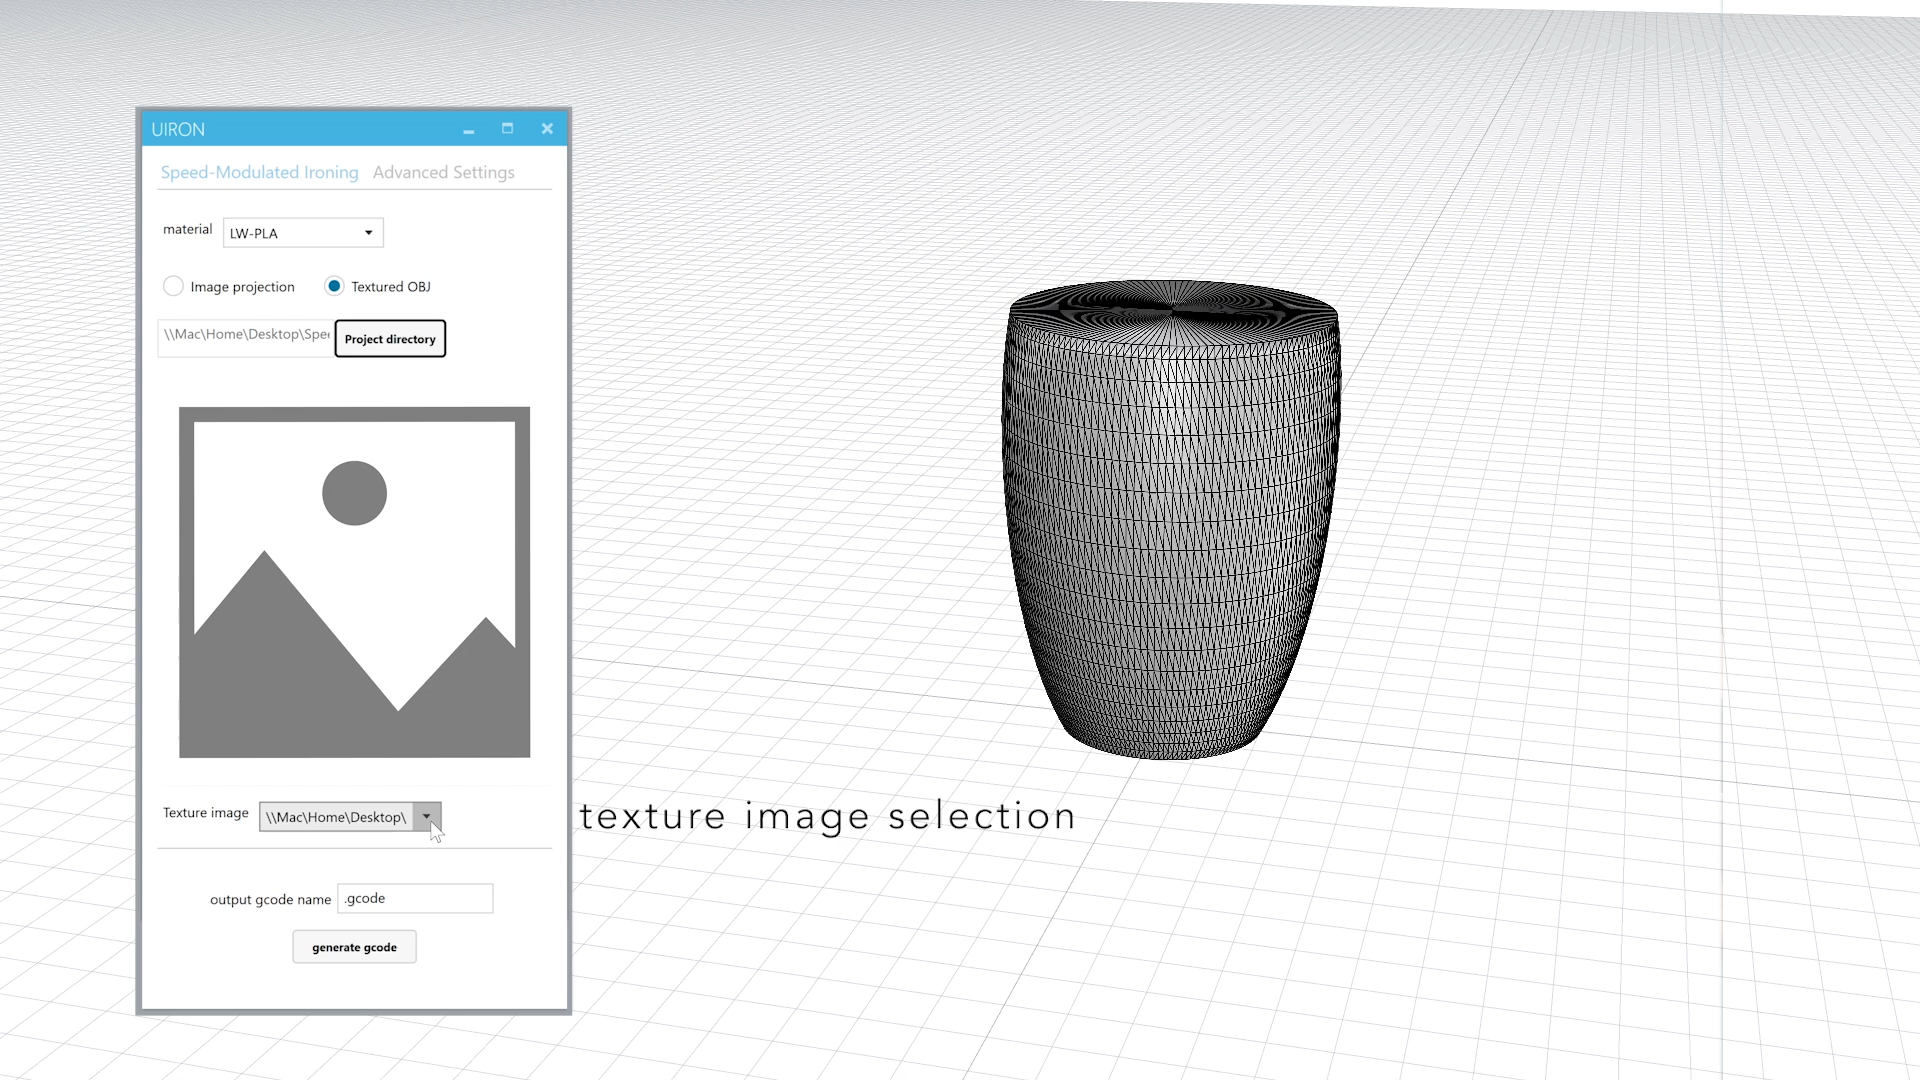 UIRON
Speed-Modulated Ironing Advanced Settings
material LW-PLA
Image projection Textured OBJ
\\Mac\Home\Desktop\Spee Project directory
Texture image \\Mac\Home\Desktop\
texture image selection
output gcode name .gcode
generate gcode